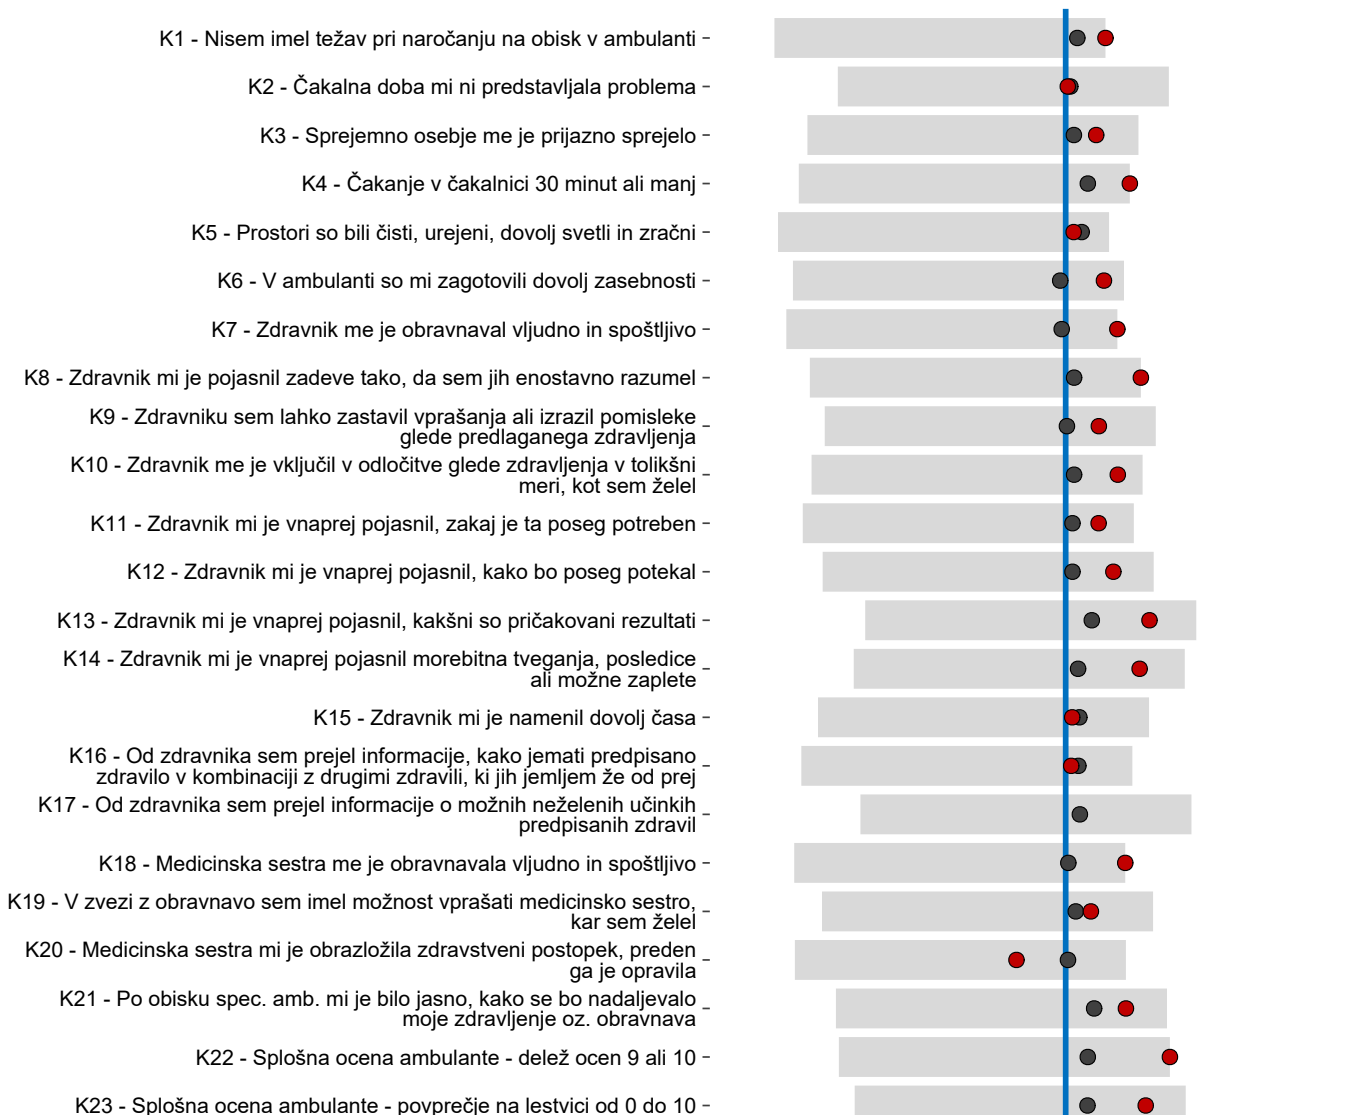 K1 - Nisem imel težav pri naročanju na obisk v ambulanti
K2 - Čakalna doba mi ni predstavljala problema
K3 - Sprejemno osebje me je prijazno sprejelo
K4 - Čakanje v čakalnici 30 minut ali manj
K5 - Prostori so bili čisti, urejeni, dovolj svetli in zračni
K6 - V ambulanti so mi zagotovili dovolj zasebnosti
K7 - Zdravnik me je obravnaval vljudno in spoštljivo
K8 - Zdravnik mi je pojasnil zadeve tako, da sem jih enostavno razumel
K9 - Zdravniku sem lahko zastavil vprašanja ali izrazil pomisleke
glede predlaganega zdravljenja
K10 - Zdravnik me je vključil v odločitve glede zdravljenja v tolikšni
meri, kot sem želel
K11 - Zdravnik mi je vnaprej pojasnil, zakaj je ta poseg potreben
K12 - Zdravnik mi je vnaprej pojasnil, kako bo poseg potekal
K13 - Zdravnik mi je vnaprej pojasnil, kakšni so pričakovani rezultati
K14 - Zdravnik mi je vnaprej pojasnil morebitna tveganja, posledice
ali možne zaplete
K15 - Zdravnik mi je namenil dovolj časa
K16 - Od zdravnika sem prejel informacije, kako jemati predpisano
zdravilo v kombinaciji z drugimi zdravili, ki jih jemljem že od prej
K17 - Od zdravnika sem prejel informacije o možnih neželenih učinkih
predpisanih zdravil
K18 - Medicinska sestra me je obravnavala vljudno in spoštljivo
K19 - V zvezi z obravnavo sem imel možnost vprašati medicinsko sestro,
kar sem želel
K20 - Medicinska sestra mi je obrazložila zdravstveni postopek, preden
ga je opravila
K21 - Po obisku spec. amb. mi je bilo jasno, kako se bo nadaljevalo
moje zdravljenje oz. obravnava
K22 - Splošna ocena ambulante - delež ocen 9 ali 10
K23 - Splošna ocena ambulante - povprečje na lestvici od 0 do 10